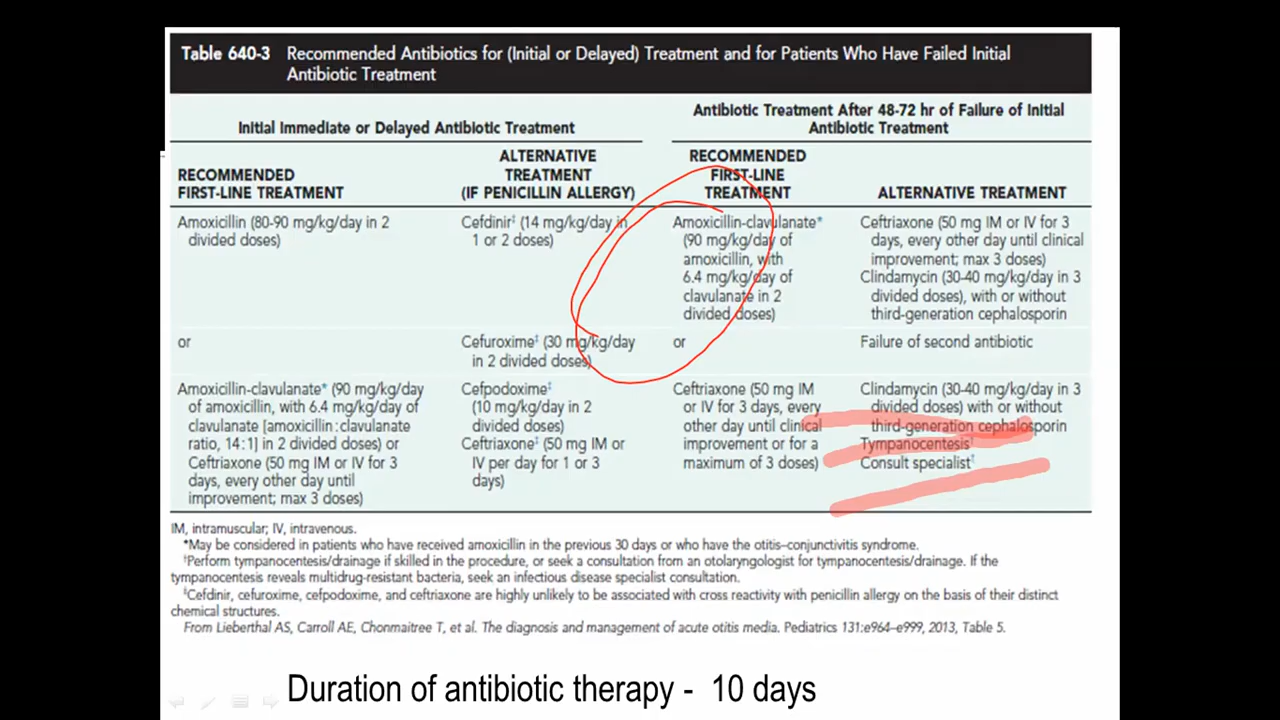 Table 640-3 Recommended Antibiotics for (Initial or Delayed) Treatment and for Patients Who Have Failed Initial
Antibiotic Treatment
Initial Immediate or Delayed Antibiotic Treatment
Antibiotic Treatment After 48-72 hr of Failure of Initial
Antibiotic Treatment
RECOMMENDED
FIRST-LINE TREATMENT
ALTERNATIVE
TREATMENT
(IF PENICILLIN ALLERGY)
RECOMMENDED
FIRST-LINE
TREATMENT
ALTERNATIVE TREATMENT
Amoxicillin (80-90 mg/kg/day in 2
divided doses)
Cefdinir‡ (14 mg/kg/day in
1 or 2 doses)
Amoxicillin-clavulanate*
(90 mg/kg/day of
amoxicillin, with
6.4 mg/kg/day of
clavulanate in 2
divided doses)
Ceftriaxone (50 mg IM or IV for 3
days, every other day until clinical
improvement; max 3 doses)
Clindamycin (30-40 mg/kg/day in 3
divided doses), with or without
third-generation cephalosporin
or
Cefuroxime‡ (30 mg/kg/day
in 2 divided doses)
or
Failure of second antibiotic
Amoxicillin-clavulanate* (90 mg/kg/day
of amoxicillin, with 6.4 mg/kg/day of
clavulanate [amoxicillin:clavulanate
ratio, 14:1] in 2 divided doses) or
Ceftriaxone (50 mg IM or IV for 3
days, every other day until
improvement; max 3 doses)
Cefpodoxime‡
(10 mg/kg/day in 2
divided doses)
Ceftriaxone‡ (50 mg IM or
IV per day for 1 or 3
days)
Ceftriaxone (50 mg IM
or IV for 3 days, every
other day until clinical
improvement or for a
maximum of 3 doses)
Clindamycin (30-40 mg/kg/day in 3
divided doses) with or without
third-generation cephalosporin
Tympanocentesis†
Consult specialist†
IM, intramuscular; IV, intravenous.
*May be considered in patients who have received amoxicillin in the previous 30 days or who have the otitis–conjunctivitis syndrome.
†Perform tympanocentesis/drainage if skilled in the procedure, or seek a consultation from an otolaryngologist for tympanocentesis/drainage. If the
tympanocentesis reveals multidrug-resistant bacteria, seek an infectious disease specialist consultation.
‡Cefdinir, cefuroxime, cefpodoxime, and ceftriaxone are highly unlikely to be associated with cross reactivity with penicillin allergy on the basis of their distinct
chemical structures.
From Lieberthal AS, Carroll AE, Chonmaitree T, et al. The diagnosis and management of acute otitis media. Pediatrics 131:e964–e999, 2013, Table 5.
Duration of antibiotic therapy - 10 days